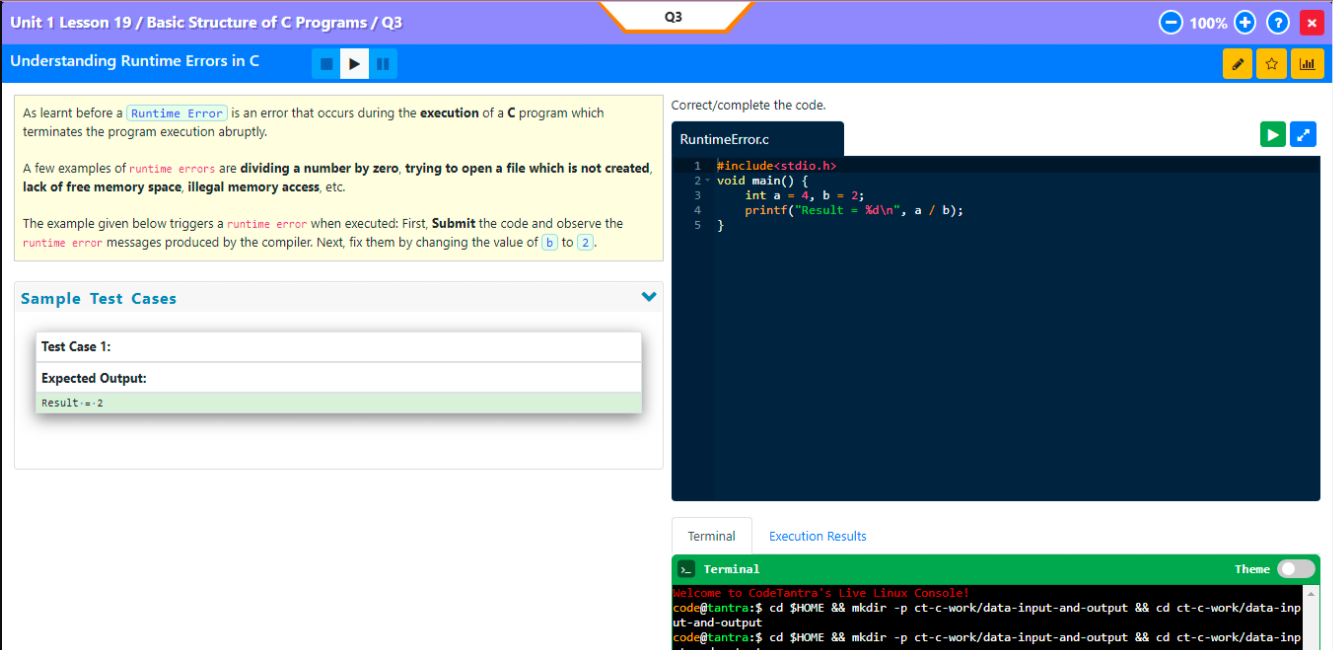 Unit 1 Lesson 19 / Basic Structure of C Programs / Q3
Q3
100%
Understanding Runtime Errors in C
As learnt before a Runtime Error is an error that occurs during the execution of a C program which
terminates the program execution abruptly.
A few examples of runtime errors are dividing a number by zero, trying to open a file which is not created,
lack of free memory space, illegal memory access, etc.
The example given below triggers a runtime error when executed: First, Submit the code and observe the
runtime error messages produced by the compiler. Next, fix them by changing the value of b to 2.
Sample Test Cases
Test Case 1:
Expected Output:
Result·=·2
Correct/complete the code.
RuntimeError.c
1 #include<stdio.h>
2 void main() {
3 int a = 4, b = 2;
4 printf("Result = %d\n", a / b);
5 }
Terminal
Execution Results
>_ Terminal
Theme
Welcome to CodeTantra's Live Linux Console!
code@tantra:$ cd $HOME && mkdir -p ct-c-work/data-input-and-output && cd ct-c-work/data-inp
ut-and-output
code@tantra:$ cd $HOME && mkdir -p ct-c-work/data-input-and-output && cd ct-c-work/data-inp